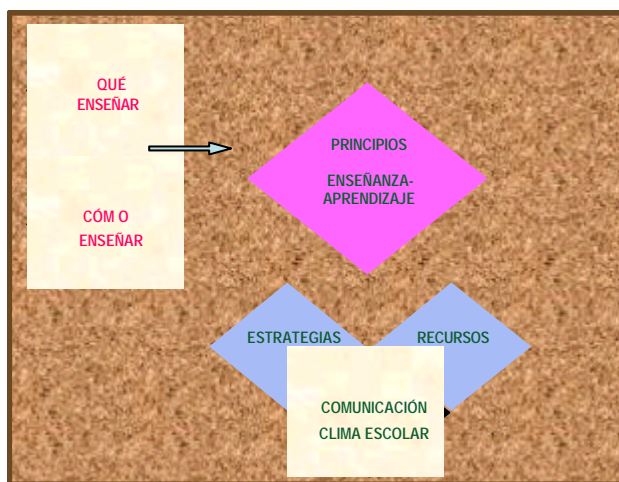 QUÉ
ENSEÑAR
CÓM O
ENSEÑAR
PRINCIPIOS
ENSEÑANZA-
APRENDIZAJE
ESTRATEGIAS
RECURSOS
COMUNICACIÓN
CLIMA ESCOLAR